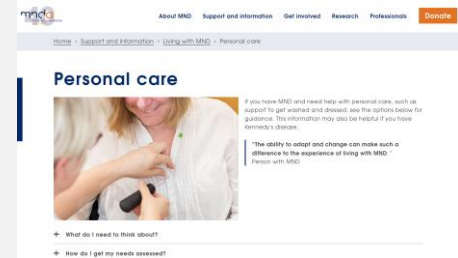 mnda
About MND Support and information Get involved Research Professionals Donate
Home Support and information Living with MND Personal care
Personal care
If you have MND and need help with personal care, such as
support to get washed and dressed, see the options below for
guidance. This information may also be helpful if you have
Kennedy's disease.
"The ability to adapt and change can make such a
difference to the experience of living with MND "
Person with MND
+ What do I need to think about?
+ How do I get my needs assessed?